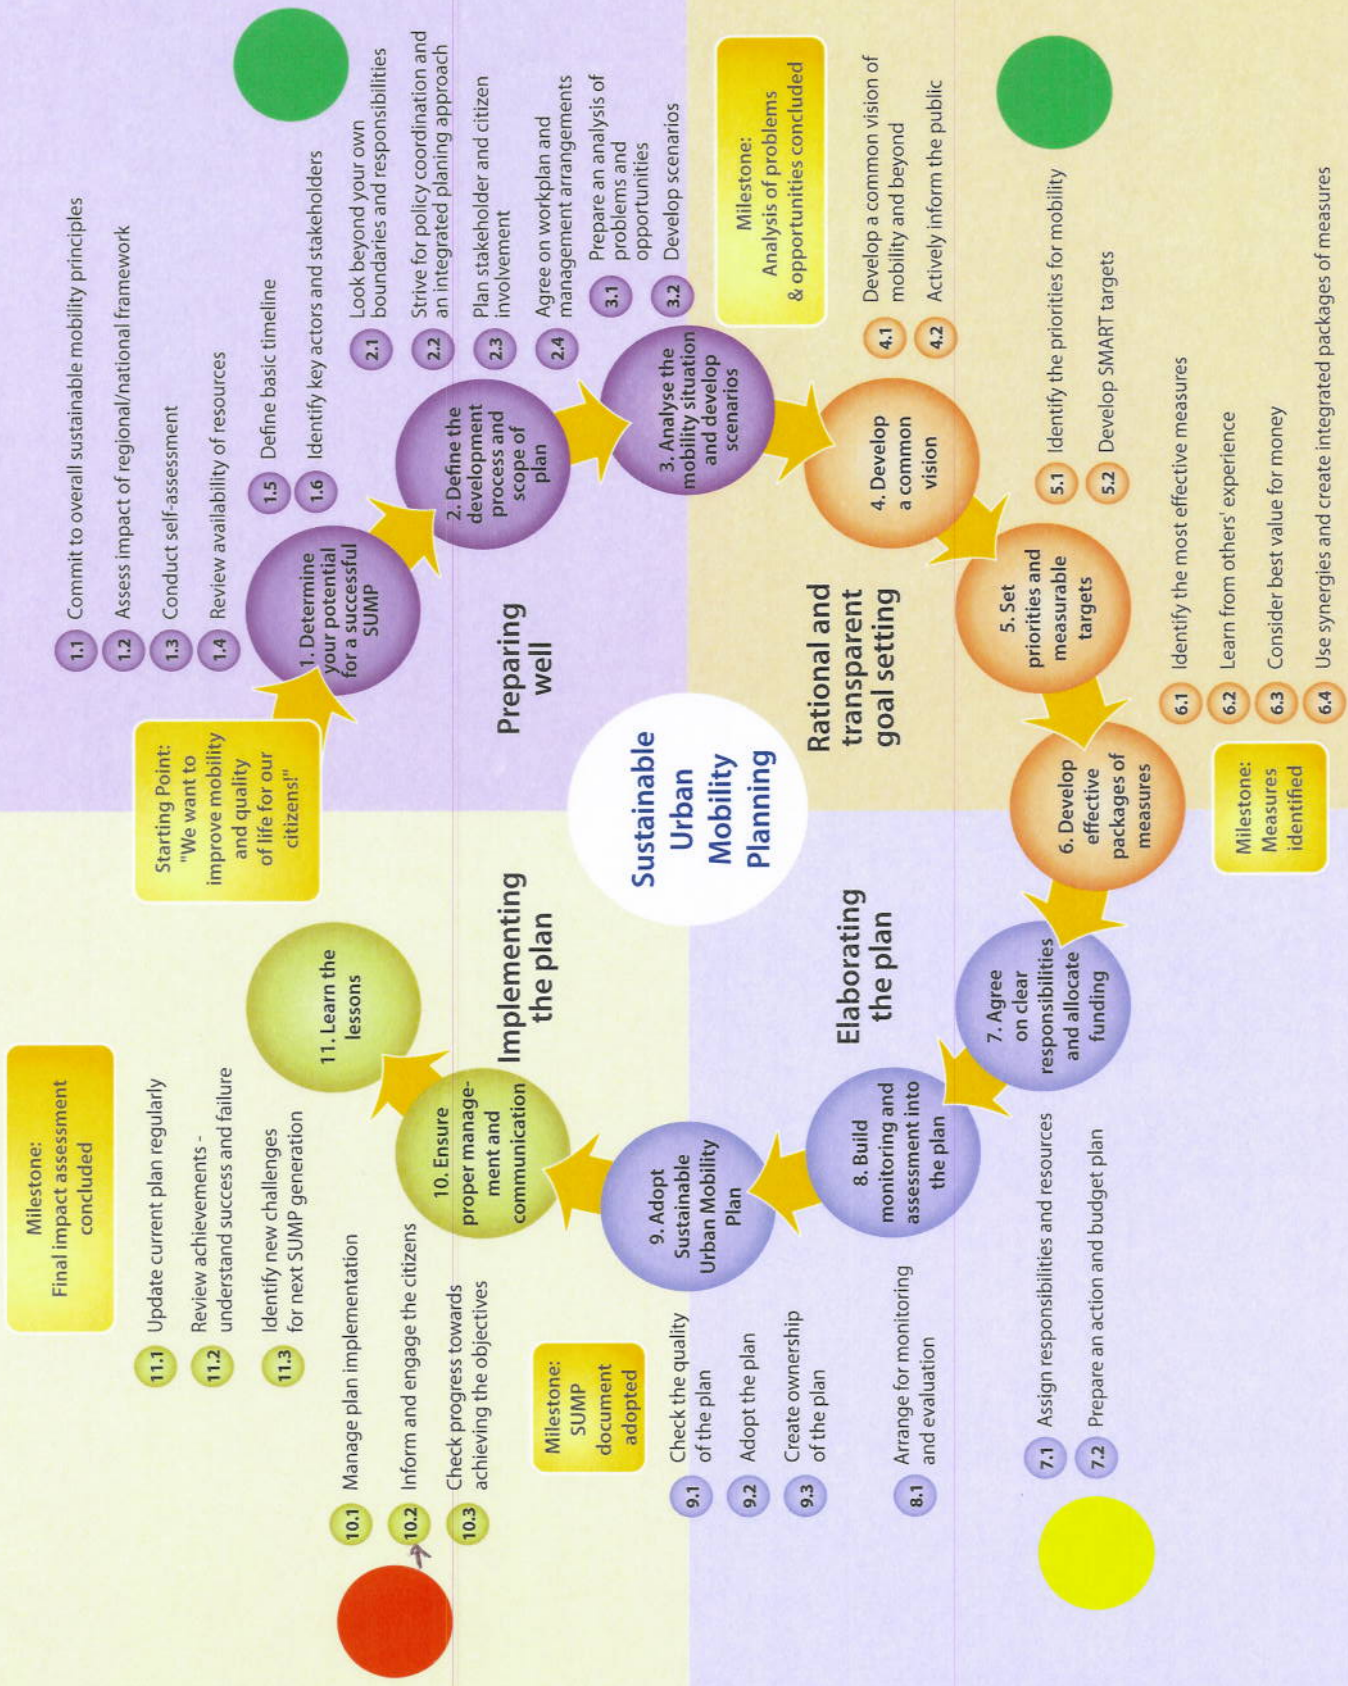 Starting Point:
"We want to
improve mobility
and quality
of life for our
citizens!"
1.1 Commit to overall sustainable mobility principles
1.2 Assess impact of regional/national framework
1.3 Conduct self-assessment
1.4 Review availability of resources
1.5 Define basic timeline
1.6 Identify key actors and stakeholders
1. Determine
your potential
for a successful
SUMP
2.1 Look beyond your own
boundaries and responsibilities
2.2 Strive for policy coordination and
an integrated planing approach
2.3 Plan stakeholder and citizen
involvement
2.4 Agree on workplan and
management arrangements
2. Define the
development
process and
scope of
plan
3.1 Prepare an analysis of
problems and
opportunities
3.2 Develop scenarios
3. Analyse the
mobility situation
and develop
scenarios
Preparing
well
Milestone:
Analysis of problems
& opportunities concluded
4.1 Develop a common vision of
mobility and beyond
4.2 Actively inform the public
4. Develop
a common
vision
5.1 Identify the priorities for mobility
5.2 Develop SMART targets
5. Set
priorities and
measurable
targets
Rational and
transparent
goal setting
6.1 Identify the most effective measures
6.2 Learn from others' experience
6.3 Consider best value for money
6.4 Use synergies and create integrated packages of measures
6. Develop
effective
packages of
measures
Milestone:
Measures
identified
Sustainable
Urban
Mobility
Planning
7. Agree
on clear
responsibilities
and allocate
funding
7.1 Assign responsibilities and resources
7.2 Prepare an action and budget plan
8. Build
monitoring and
assessment into
the plan
8.1 Arrange for monitoring
and evaluation
Elaborating
the plan
9. Adopt
Sustainable
Urban Mobility
Plan
9.1 Check the quality
of the plan
9.2 Adopt the plan
9.3 Create ownership
of the plan
Milestone:
SUMP
document
adopted
10. Ensure
proper manage-
ment and
communication
10.1 Manage plan implementation
10.2 Inform and engage the citizens
10.3 Check progress towards
achieving the objectives
Implementing
the plan
11. Learn the
lessons
11.1 Update current plan regularly
11.2 Review achievements -
understand success and failure
11.3 Identify new challenges
for next SUMP generation
Milestone:
Final impact assessment
concluded